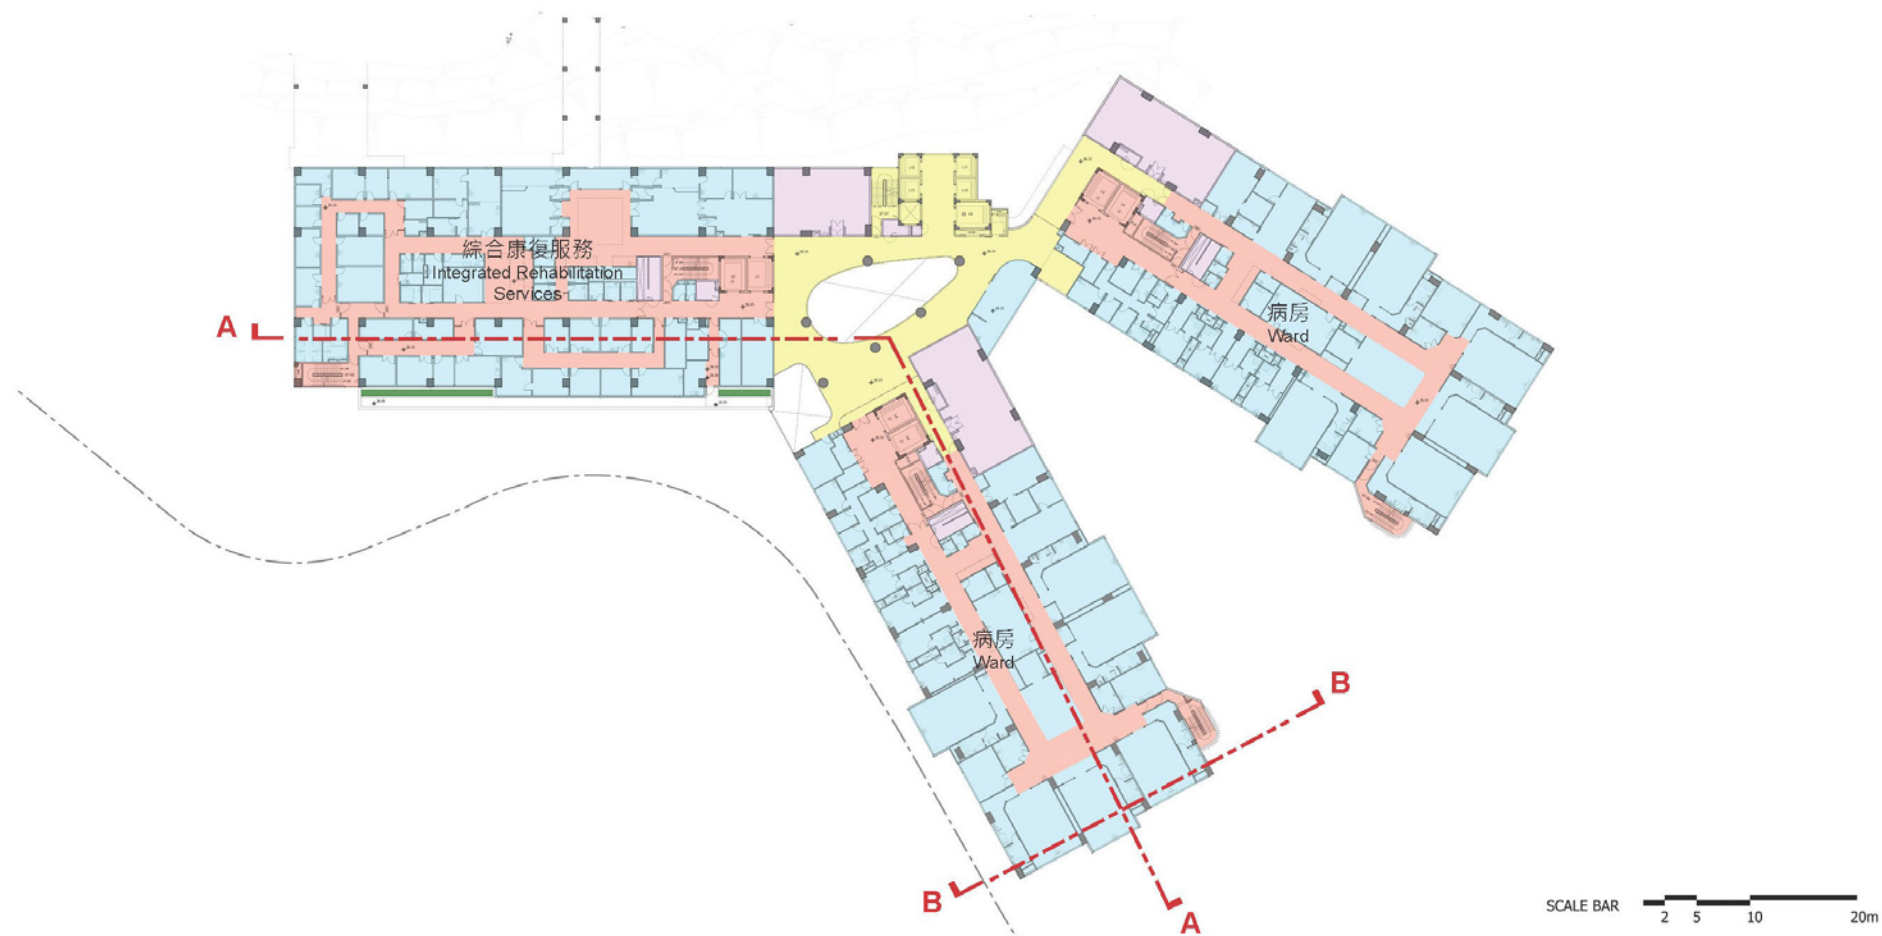 綜合康復服務
Integrated Rehabilitation
Services
病房
Ward
A
病房
Ward
B
B
A
SCALE BAR
2 5 10 20m